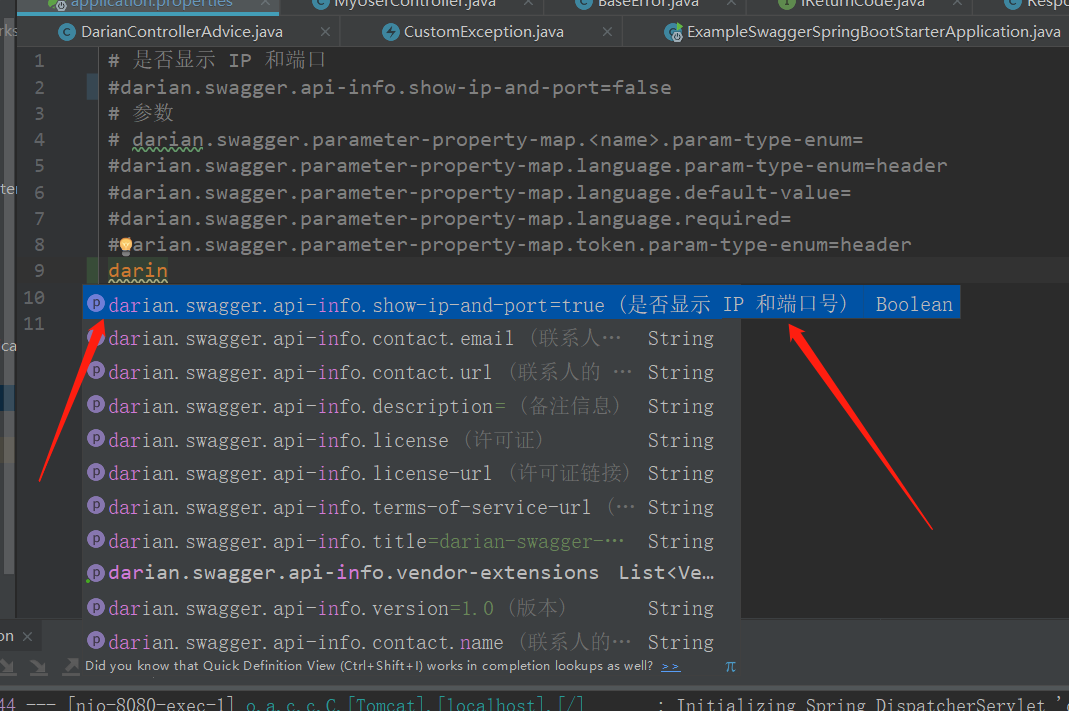 application.properties
MyUserController.java
BaseError.java
IReturnCode.java
DarianControllerAdvice.java
CustomException.java
ExampleSwaggerSpringBootStarterApplication.java
1 # 是否显示 IP 和端口
2 #darian.swagger.api-info.show-ip-and-port=false
3 # 参数
4 # darian.swagger.parameter-property-map.<name>.param-type-enum=
5 #darian.swagger.parameter-property-map.language.param-type-enum=header
6 #darian.swagger.parameter-property-map.language.default-value=
7 #darian.swagger.parameter-property-map.language.required=
8 #darian.swagger.parameter-property-map.token.param-type-enum=header
9 darin
10
11
darian.swagger.api-info.show-ip-and-port=true (是否显示 IP 和端口号) Boolean
darian.swagger.api-info.contact.email (联系人… String
darian.swagger.api-info.contact.url (联系人的 … String
darian.swagger.api-info.description= (备注信息) String
darian.swagger.api-info.license (许可证) String
darian.swagger.api-info.license-url (许可证链接) String
darian.swagger.api-info.terms-of-service-url (… String
darian.swagger.api-info.title=darian-swagger-… String
darian.swagger.api-info.vendor-extensions List<Ve…
darian.swagger.api-info.version=1.0 (版本) String
darian.swagger.api-info.contact.name (联系人的… String
Did you know that Quick Definition View (Ctrl+Shift+I) works in completion lookups as well? >> π
44 --- [nio-8080-exec-1] o.a.c.c.C.[Tomcat].[localhost].[/] : Initializing Spring DispatcherServlet '